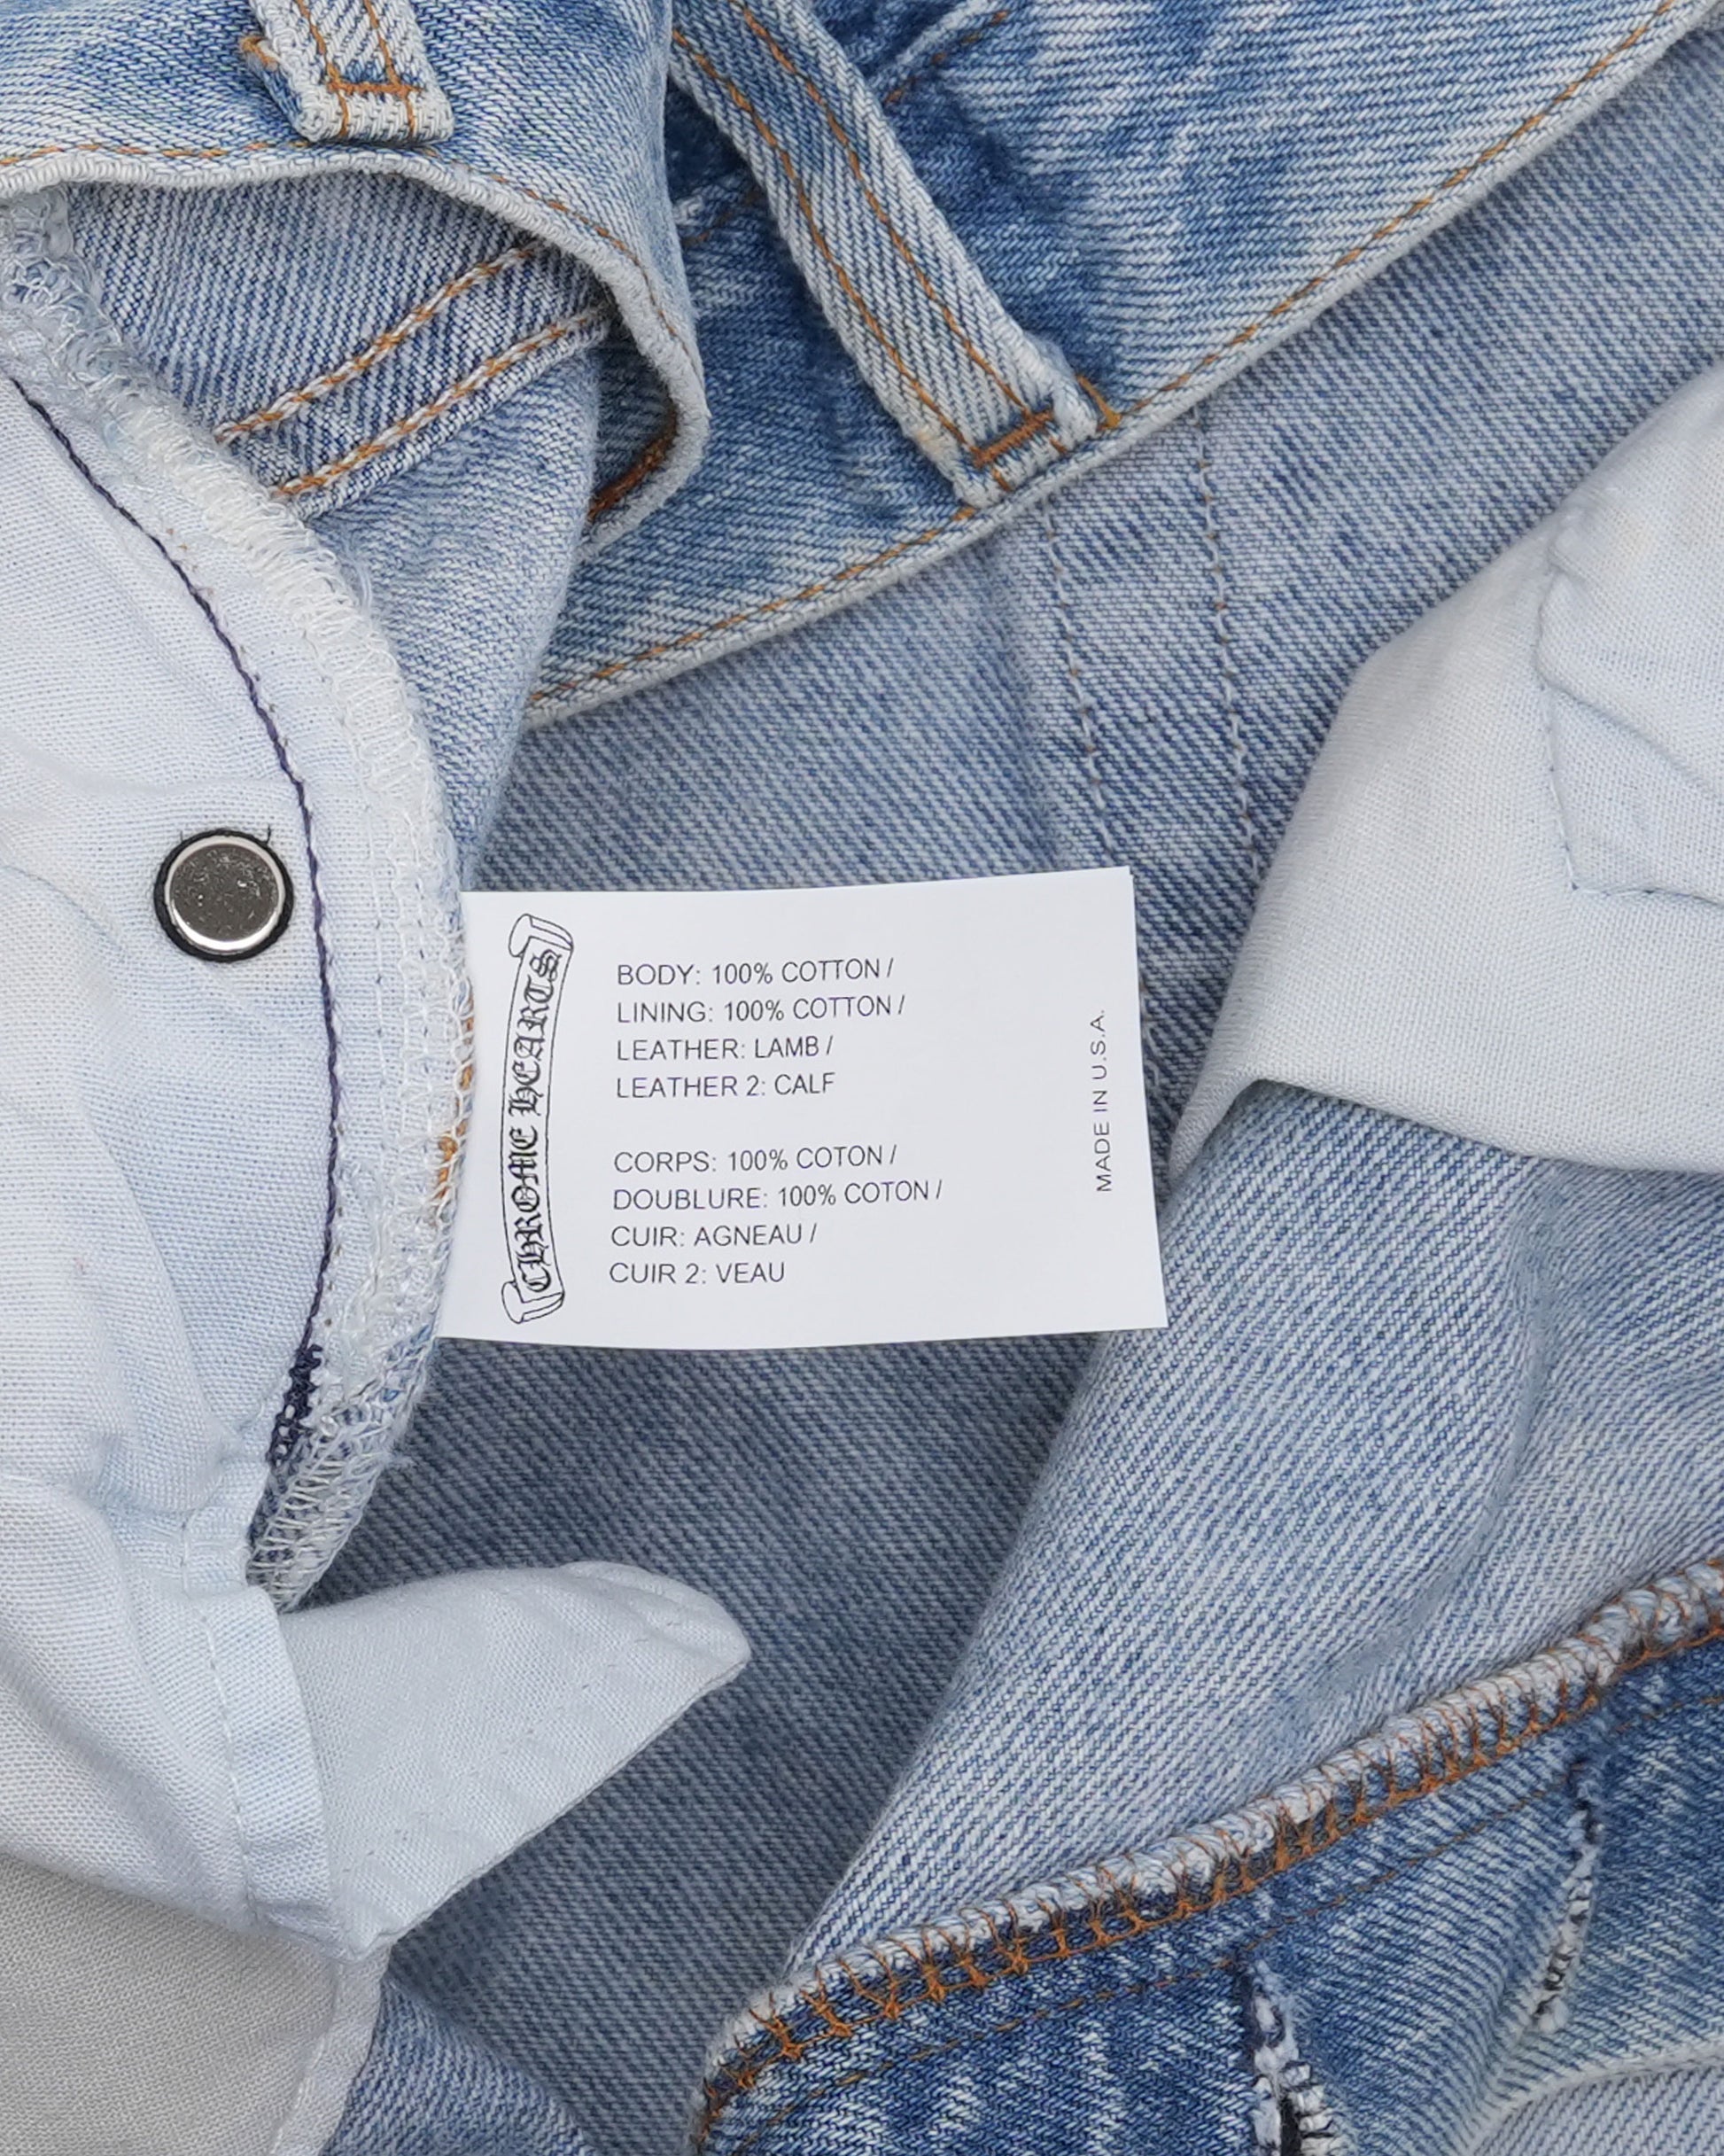 CHROME HEARTS
BODY: 100% COTTON /
LINING: 100% COTTON /
LEATHER: LAMB /
LEATHER 2: CALF
CORPS: 100% COTON /
DOUBLURE: 100% COTON /
CUIR: AGNEAU /
CUIR 2: VEAU
MADE IN U.S.A.